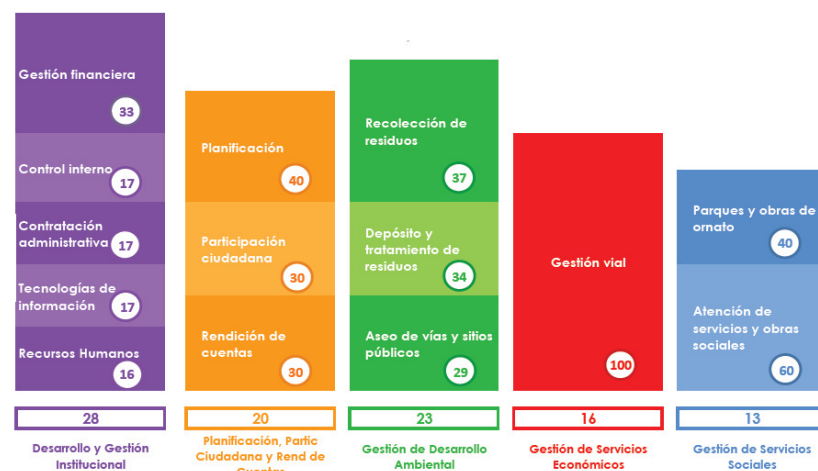 Gestión financiera
33
Control interno
17
Contratación
administrativa
17
Tecnologías de
información
17
Recursos Humanos
16
28
Desarrollo y Gestión
Institucional
Planificación
40
Participación
ciudadana
30
Rendición de
cuentas
30
20
Planificación, Partic
Ciudadana y Rend de
Cuentas
Recolección de
residuos
37
Depósito y
tratamiento de
residuos
34
Aseo de vías y sitios
públicos
29
23
Gestión de Desarrollo
Ambiental
Gestión vial
100
16
Gestión de Servicios
Económicos
Parques y obras de
ornato
40
Atención de
servicios y obras
sociales
60
13
Gestión de Servicios
Sociales